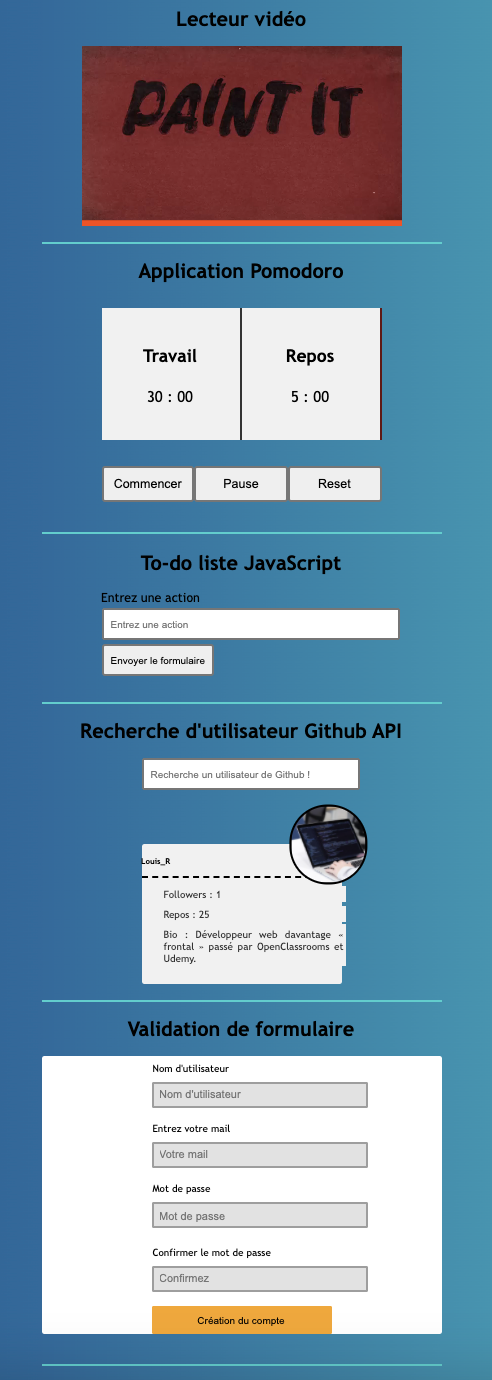 Lecteur vidéo
PAINT IT
Application Pomodoro
Travail
Repos
30 : 00
5 : 00
Commencer
Pause
Reset
To-do liste JavaScript
Entrez une action
Entrez une action
Envoyer le formulaire
Recherche d'utilisateur Github API
Recherche un utilisateur de Github !
Louis_R
Followers : 1
Repos : 25
Bio : Développeur web davantage «
frontal » passé par OpenClassrooms et
Udemy.
Validation de formulaire
Nom d'utilisateur
Nom d'utilisateur
Entrez votre mail
Votre mail
Mot de passe
Mot de passe
Confirmer le mot de passe
Confirmez
Création du compte